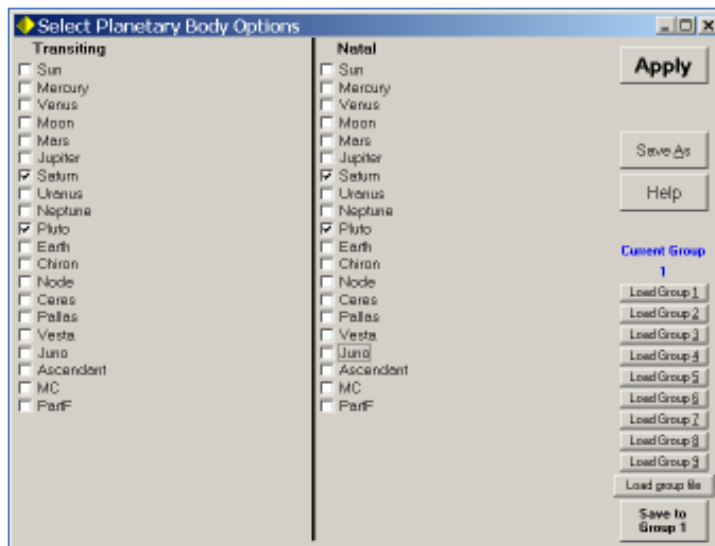 Select Planetary Body Options
Transiting
Sun
Mercury
Venus
Moon
Mars
Jupiter
Saturn
Uranus
Neptune
Pluto
Earth
Chiron
Node
Ceres
Pallas
Vesta
Juno
Ascendant
MC
PartF
Natal
Sun
Mercury
Venus
Moon
Mars
Jupiter
Saturn
Uranus
Neptune
Pluto
Earth
Chiron
Node
Ceres
Pallas
Vesta
Juno
Ascendant
MC
PartF
Apply
Save As
Help
Current Group
1
Load Group 1
Load Group 2
Load Group 3
Load Group 4
Load Group 5
Load Group 6
Load Group 7
Load Group 8
Load Group 9
Load group file
Save to
Group 1